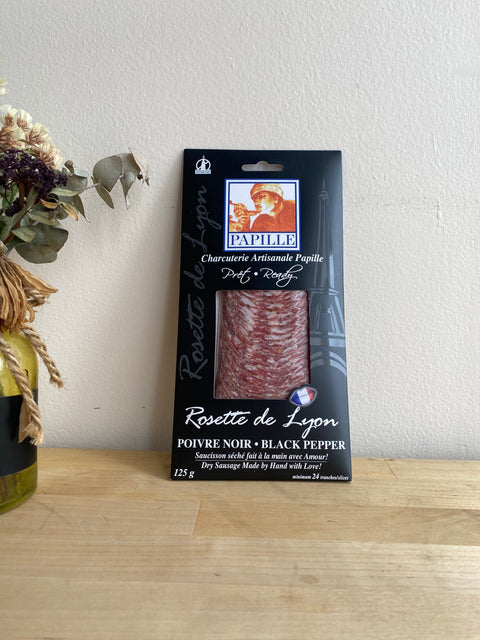 PAPILLE
Charcuterie Artisanale Papille
Prêt • Ready
Rosette de Lyon
Rosette de Lyon
POIVRE NOIR • BLACK PEPPER
Saucisson séché fait à la main avec Amour!
Dry Sausage Made by Hand with Love!
125 g
minimum 24 tranches/slices